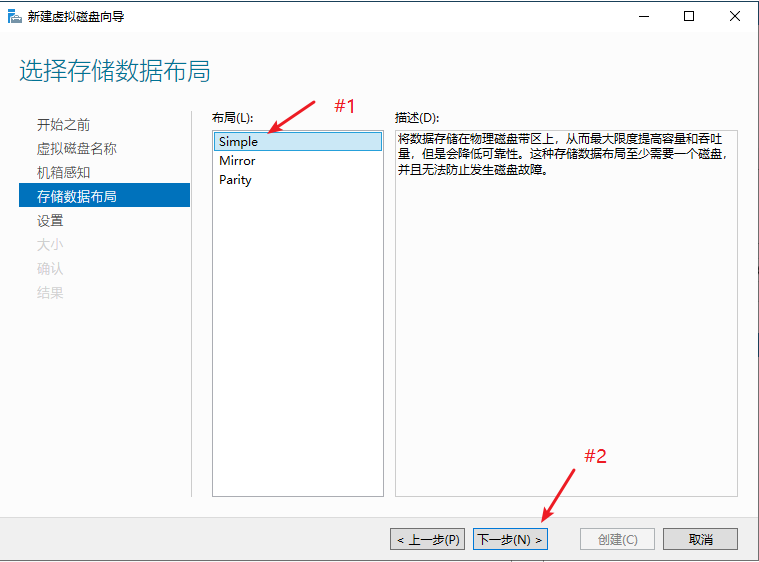 新建虚拟磁盘向导
选择存储数据布局
开始之前
虚拟磁盘名称
机箱感知
存储数据布局
设置
大小
确认
结果
布局(L):
#1
Simple
Mirror
Parity
描述(D):
将数据存储在物理磁盘带区上，从而最大限度提高容量和吞吐
量，但是会降低可靠性。这种存储数据布局至少需要一个磁盘，
并且无法防止发生磁盘故障。
#2
< 上一步(P)
下一步(N) >
创建(C)
取消